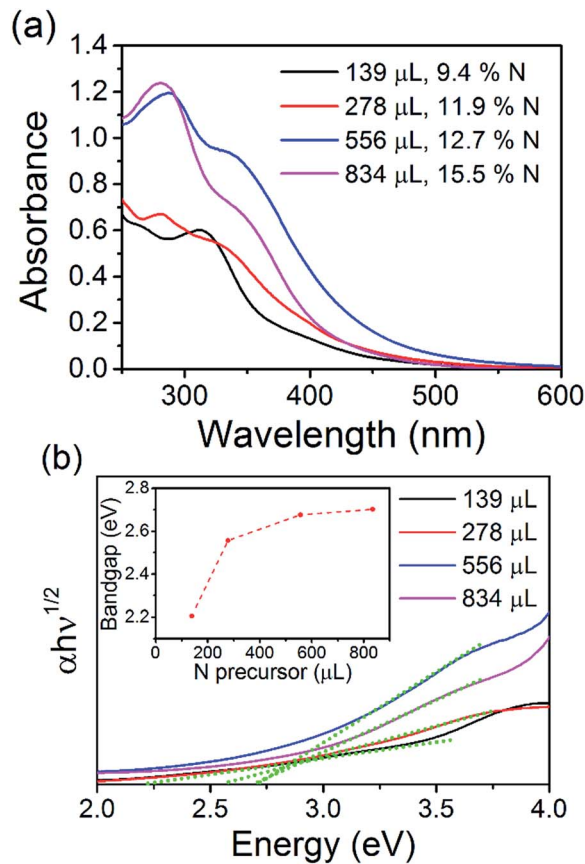 (a)
1.4
1.2
1.0
0.8
0.6
0.4
0.2
0.0
Absorbance
139 μL, 9.4 % N
278 μL, 11.9 % N
556 μL, 12.7 % N
834 μL, 15.5 % N
300 400 500 600
Wavelength (nm)
(b)
αhν1/2
2.8
2.6
2.4
2.2
Bandgap (eV)
0 200 400 600 800
N precursor (μL)
139 μL
278 μL
556 μL
834 μL
2.0 2.5 3.0 3.5 4.0
Energy (eV)